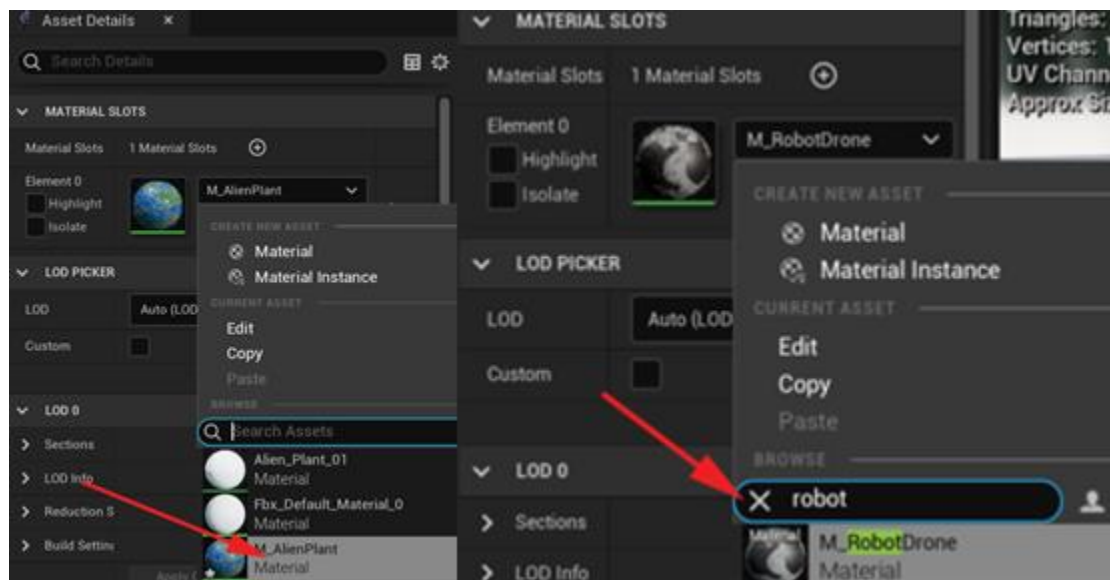 Asset Details
Search Details
MATERIAL SLOTS
Material Slots 1 Material Slots
Element 0
Highlight
Isolate
M_AlienPlant
CREATE NEW ASSET
Material
Material Instance
CURRENT ASSET
Edit
Copy
Paste
BROWSE
Search Assets
Alien_Plant_01
Material
Fbx_Default_Material_0
Material
M_AlienPlant
Material
LOD PICKER
LOD Auto (LOD
Custom
LOD 0
Sections
LOD Info
Reduction S
Build Setting
MATERIAL SLOTS
Material Slots 1 Material Slots
Element 0
Highlight
Isolate
M_RobotDrone
CREATE NEW ASSET
Material
Material Instance
CURRENT ASSET
Edit
Copy
Paste
BROWSE
robot
M_RobotDrone
Material
LOD PICKER
LOD Auto (LOD
Custom
LOD 0
Sections
LOD Info
Triangles:
Vertices: 1
UV Chann
Approx Si